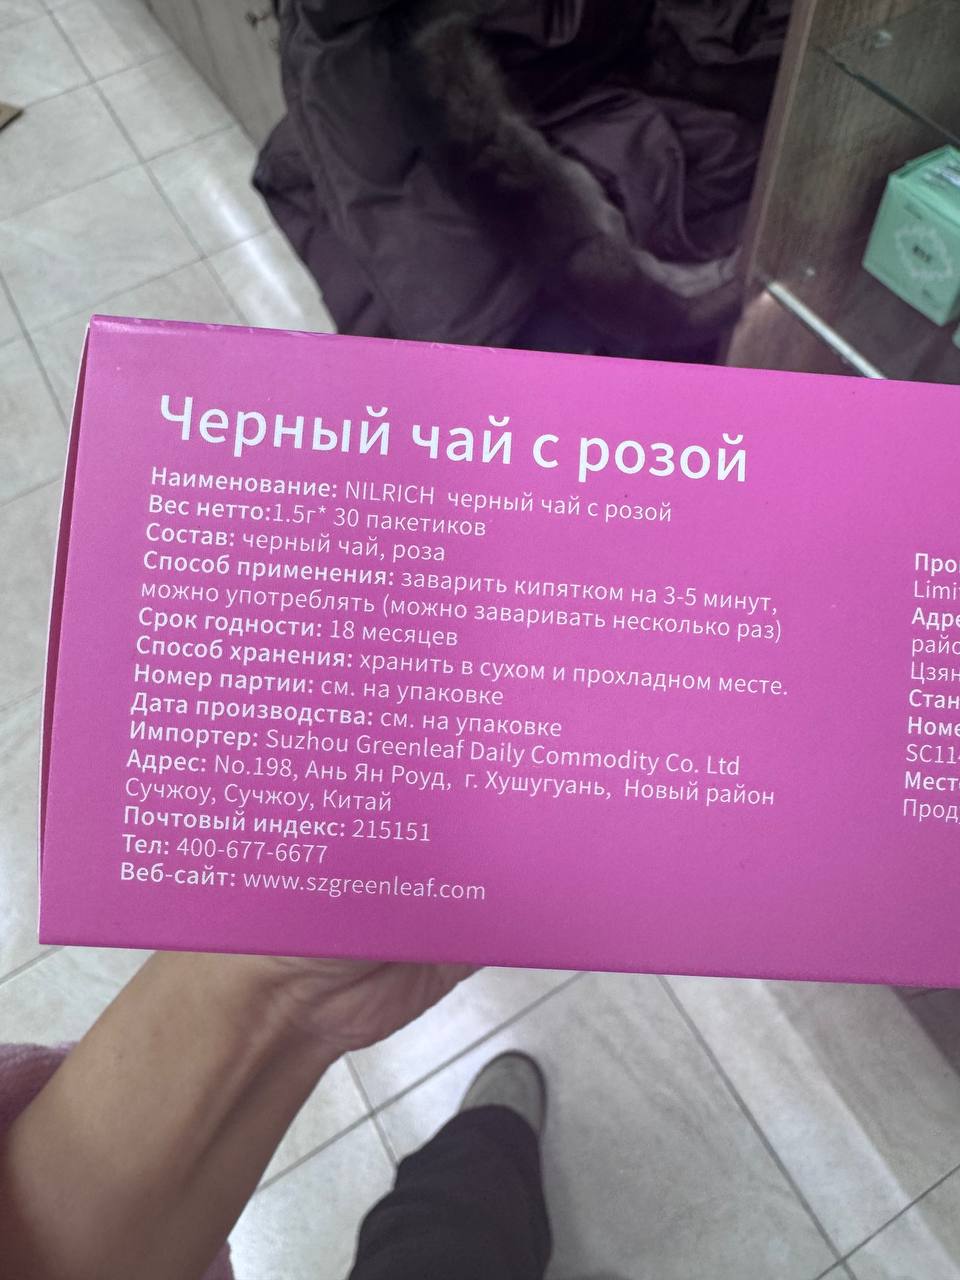 Черный чай с розой
Наименование: NILRICH черный чай с розой
Вес нетто:1.5г* 30 пакетиков
Состав: черный чай, роза
Способ применения: заварить кипятком на 3-5 минут,
можно употреблять (можно заваривать несколько раз)
Срок годности: 18 месяцев
Способ хранения: хранить в сухом и прохладном месте.
Номер партии: см. на упаковке
Дата производства: см. на упаковке
Импортер: Suzhou Greenleaf Daily Commodity Co. Ltd
Адрес: No.198, Ань Ян Роуд, г. Хушугуань, Новый район
Сучжоу, Сучжоу, Китай
Почтовый индекс: 215151
Тел: 400-677-6677
Веб-сайт: www.szgreenleaf.com